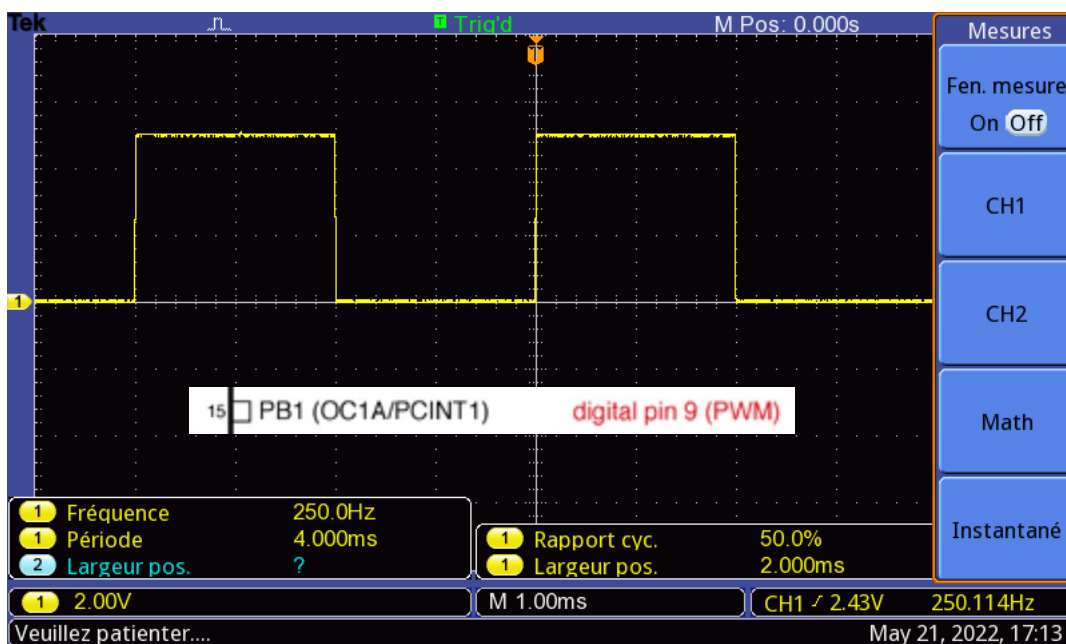 Tek
T Trig'd
M Pos: 0.000s
Mesures
Fen. mesure
On Off
CH1
CH2
Math
Instantané
T
1
15 PB1 (OC1A/PCINT1) digital pin 9 (PWM)
1 Fréquence 250.0Hz
1 Période 4.000ms
2 Largeur pos. ?
1 Rapport cyc. 50.0%
1 Largeur pos. 2.000ms
1 2.00V
M 1.00ms
CH1 / 2.43V 250.114Hz
Veuillez patienter....
May 21, 2022, 17:13